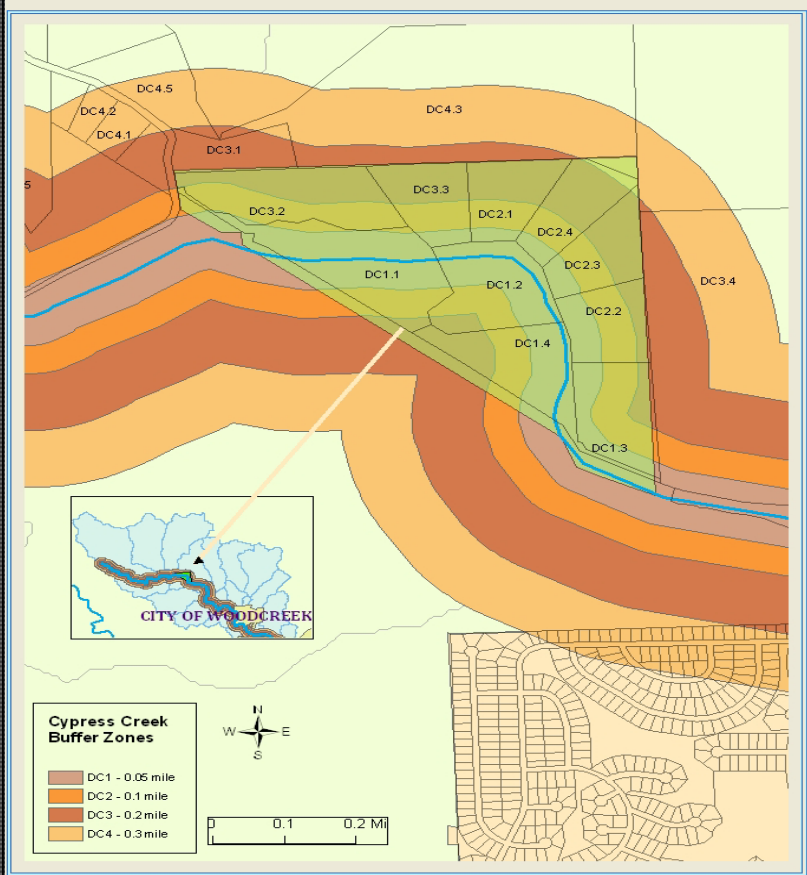 DC4.5
DC4.2
DC4.3
DC4.1
DC3.1
5
DC3.3
DC3.2
DC2.1
DC2.4
DC2.3
DC1.1
DC3.4
DC1.2
DC2.2
DC1.4
DC1.3
CITY OF WOODCREEK
Cypress Creek
Buffer Zones
DC1 - 0.05 mile
DC2 - 0.1 mile
DC3 - 0.2 mile
DC4 - 0.3 mile
N
W E
S
0 0.1 0.2 Mi